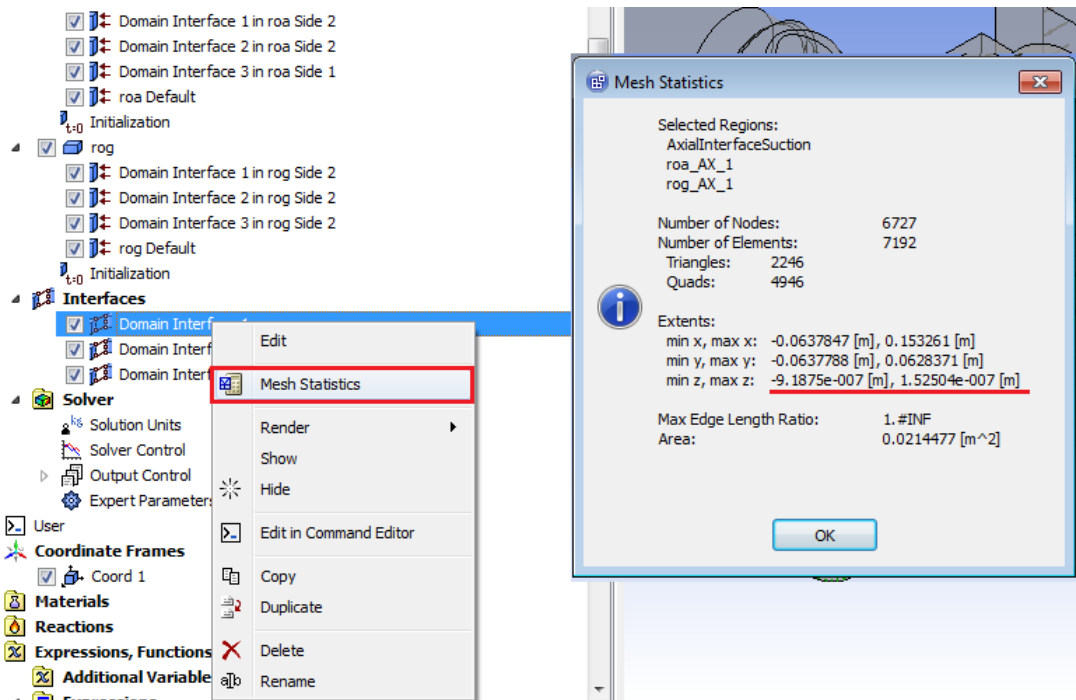 Domain Interface 1 in roa Side 2
Domain Interface 2 in roa Side 2
Domain Interface 3 in roa Side 1
roa Default
t=0 Initialization
rog
Domain Interface 1 in rog Side 2
Domain Interface 2 in rog Side 2
Domain Interface 3 in rog Side 2
rog Default
t=0 Initialization
Interfaces
Domain Interf
Domain Interf
Domain Interf
Solver
Solution Units
Solver Control
Output Control
Expert Parameters
User
Coordinate Frames
Coord 1
Materials
Reactions
Expressions, Functions
Additional Variable
Edit
Mesh Statistics
Render
Show
Hide
Edit in Command Editor
Copy
Duplicate
Delete
Rename
Mesh Statistics
Selected Regions:
AxialInterfaceSuction
roa_AX_1
rog_AX_1
Number of Nodes: 6727
Number of Elements: 7192
Triangles: 2246
Quads: 4946
Extents:
min x, max x: -0.0637847 [m], 0.153261 [m]
min y, max y: -0.0637788 [m], 0.0628371 [m]
min z, max z: -9.1875e-007 [m], 1.52504e-007 [m]
Max Edge Length Ratio: 1.#INF
Area: 0.0214477 [m^2]
OK